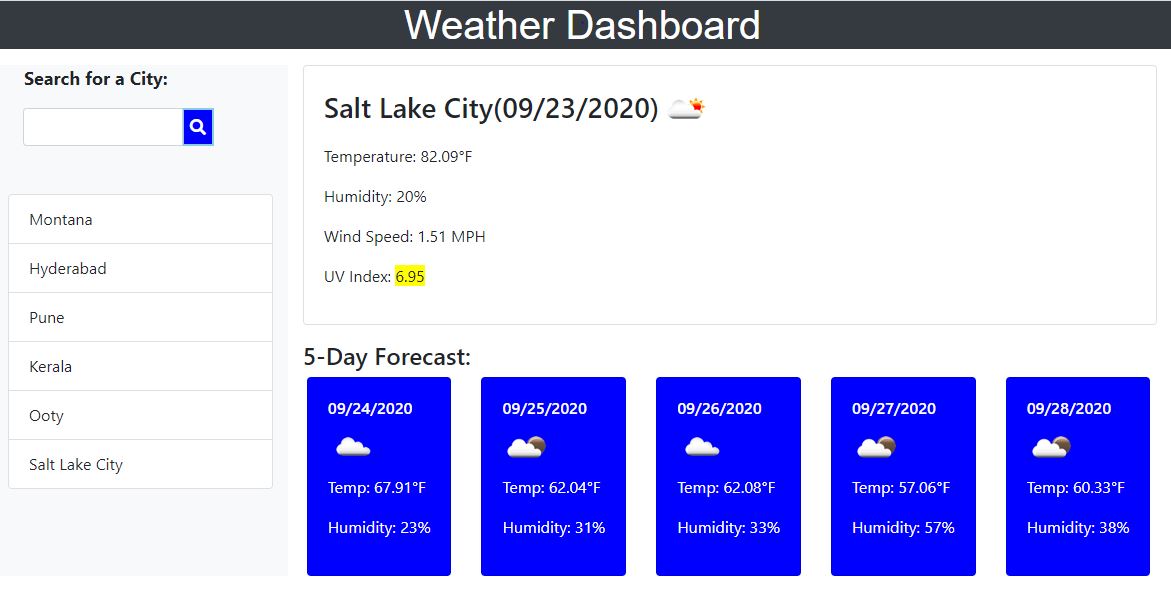 Weather Dashboard
Search for a City:
Montana
Hyderabad
Pune
Kerala
Ooty
Salt Lake City
Salt Lake City(09/23/2020)
Temperature: 82.09°F
Humidity: 20%
Wind Speed: 1.51 MPH
UV Index: 6.95
5-Day Forecast:
09/24/2020
Temp: 67.91°F
Humidity: 23%
09/25/2020
Temp: 62.04°F
Humidity: 31%
09/26/2020
Temp: 62.08°F
Humidity: 33%
09/27/2020
Temp: 57.06°F
Humidity: 57%
09/28/2020
Temp: 60.33°F
Humidity: 38%